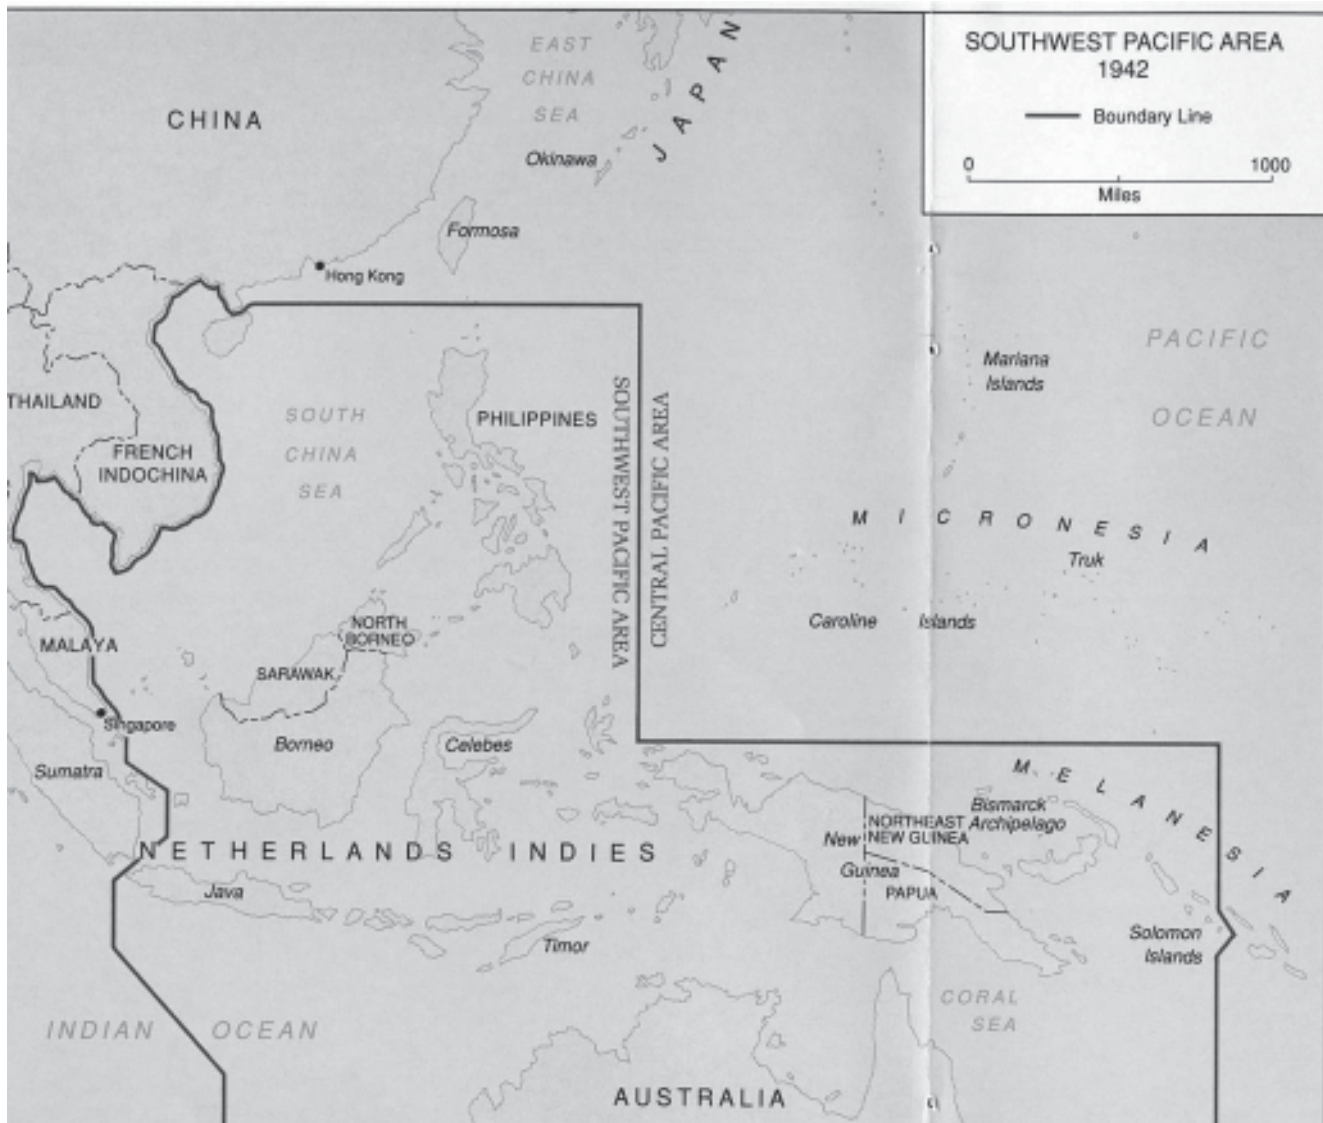 SOUTHWEST PACIFIC AREA
1942
Boundary Line
0 1000
Miles
EAST
CHINA
SEA
JAPAN
CHINA
Okinawa
Formosa
Hong Kong
PACIFIC
OCEAN
Mariana
Islands
THAILAND
SOUTH
CHINA
SEA
PHILIPPINES
SOUTHWEST PACIFIC AREA
CENTRAL PACIFIC AREA
FRENCH
INDOCHINA
MICRONESIA
Truk
Caroline Islands
NORTH
BORNEO
MALAYA
SARAWAK
Singapore
Borneo
Celebes
Sumatra
MELANESIA
Bismarck
Archipelago
NORTHEAST
NEW GUINEA
New
Guinea
PAPUA
NETHERLANDS INDIES
Java
Timor
Solomon
Islands
CORAL
SEA
INDIAN OCEAN
AUSTRALIA